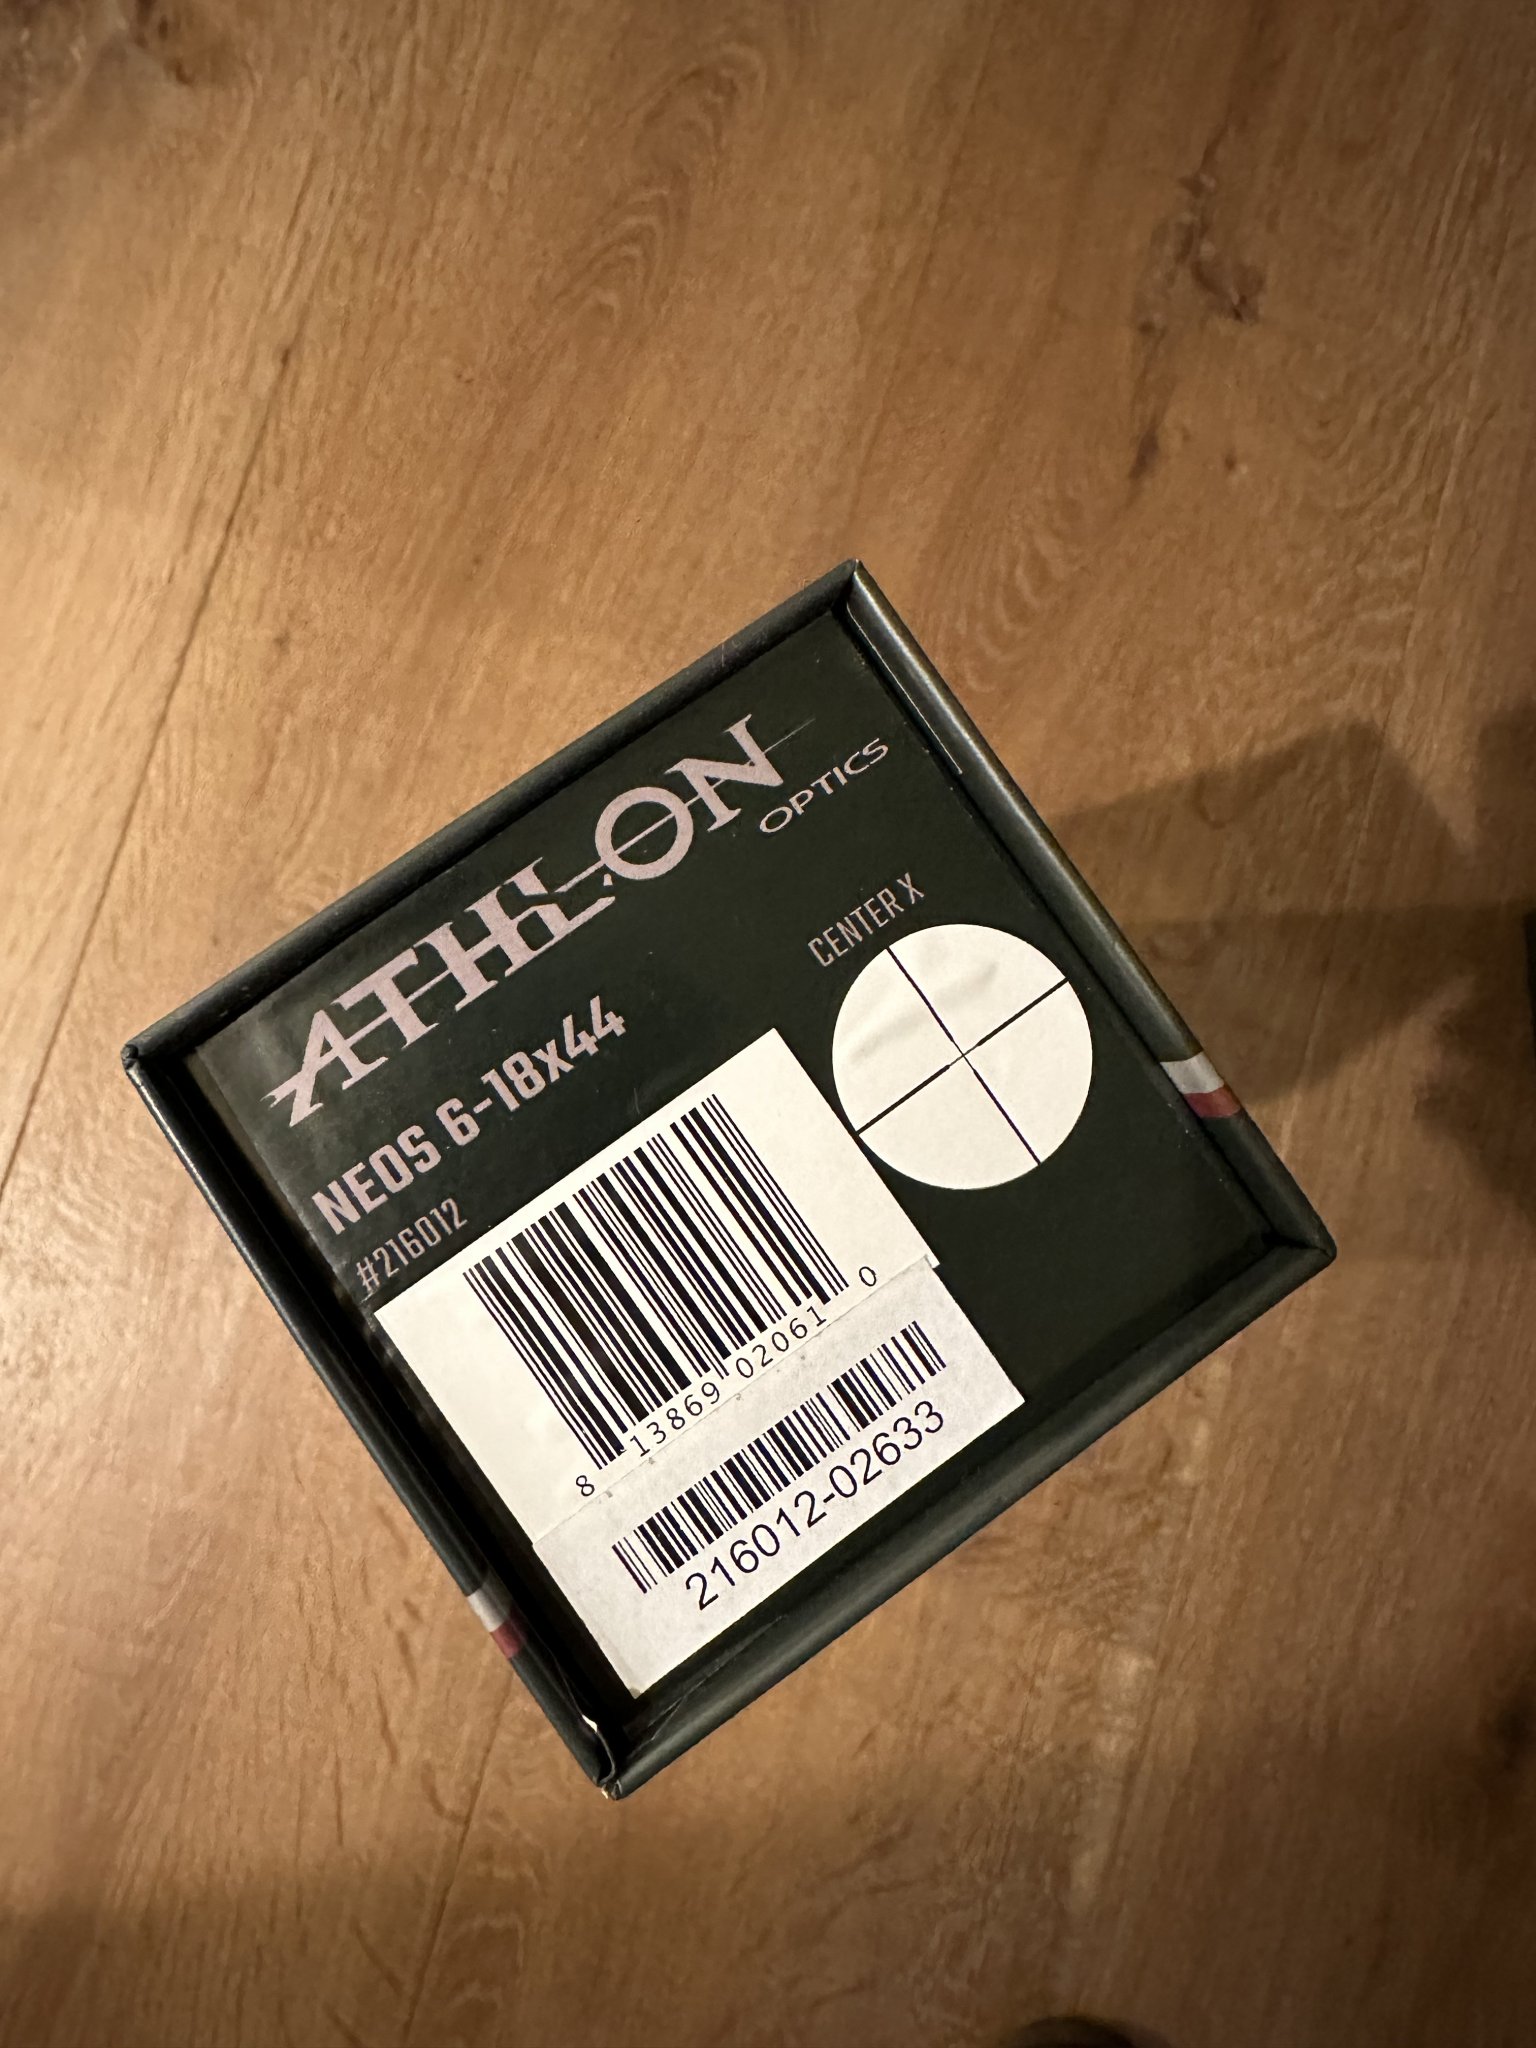 ATHLON
OPTICS
NEOS 6-18x44
#216012
CENTER X
8 13869 02061 0
216012-02633